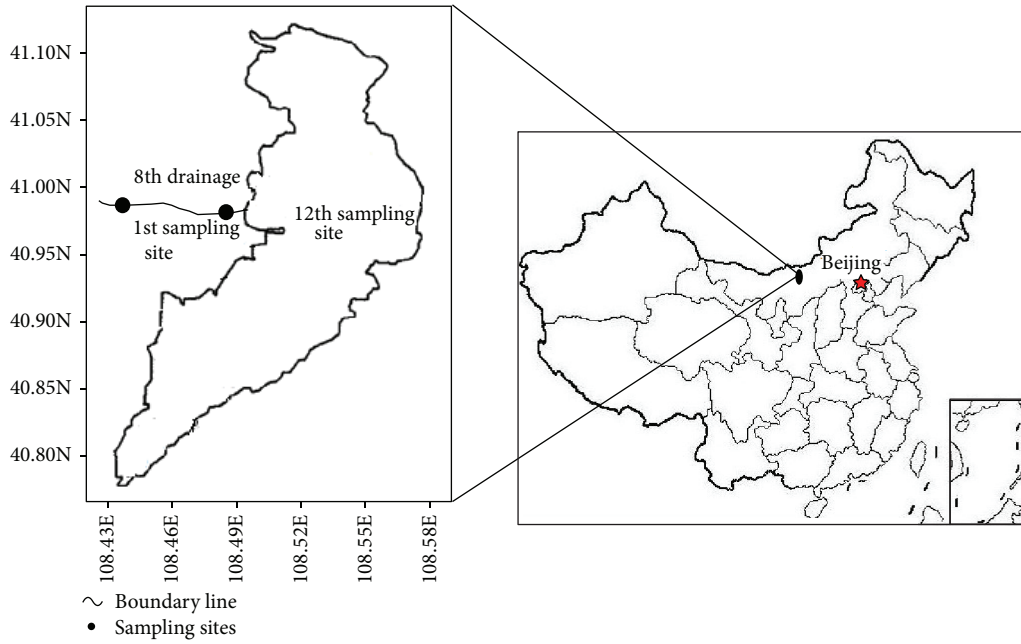 41.10N
41.05N
41.00N
40.95N
40.90N
40.85N
40.80N
8th drainage
1st sampling
site
12th sampling
site
108.43E
108.46E
108.49E
108.52E
108.55E
108.58E
Boundary line
Sampling sites
Beijing